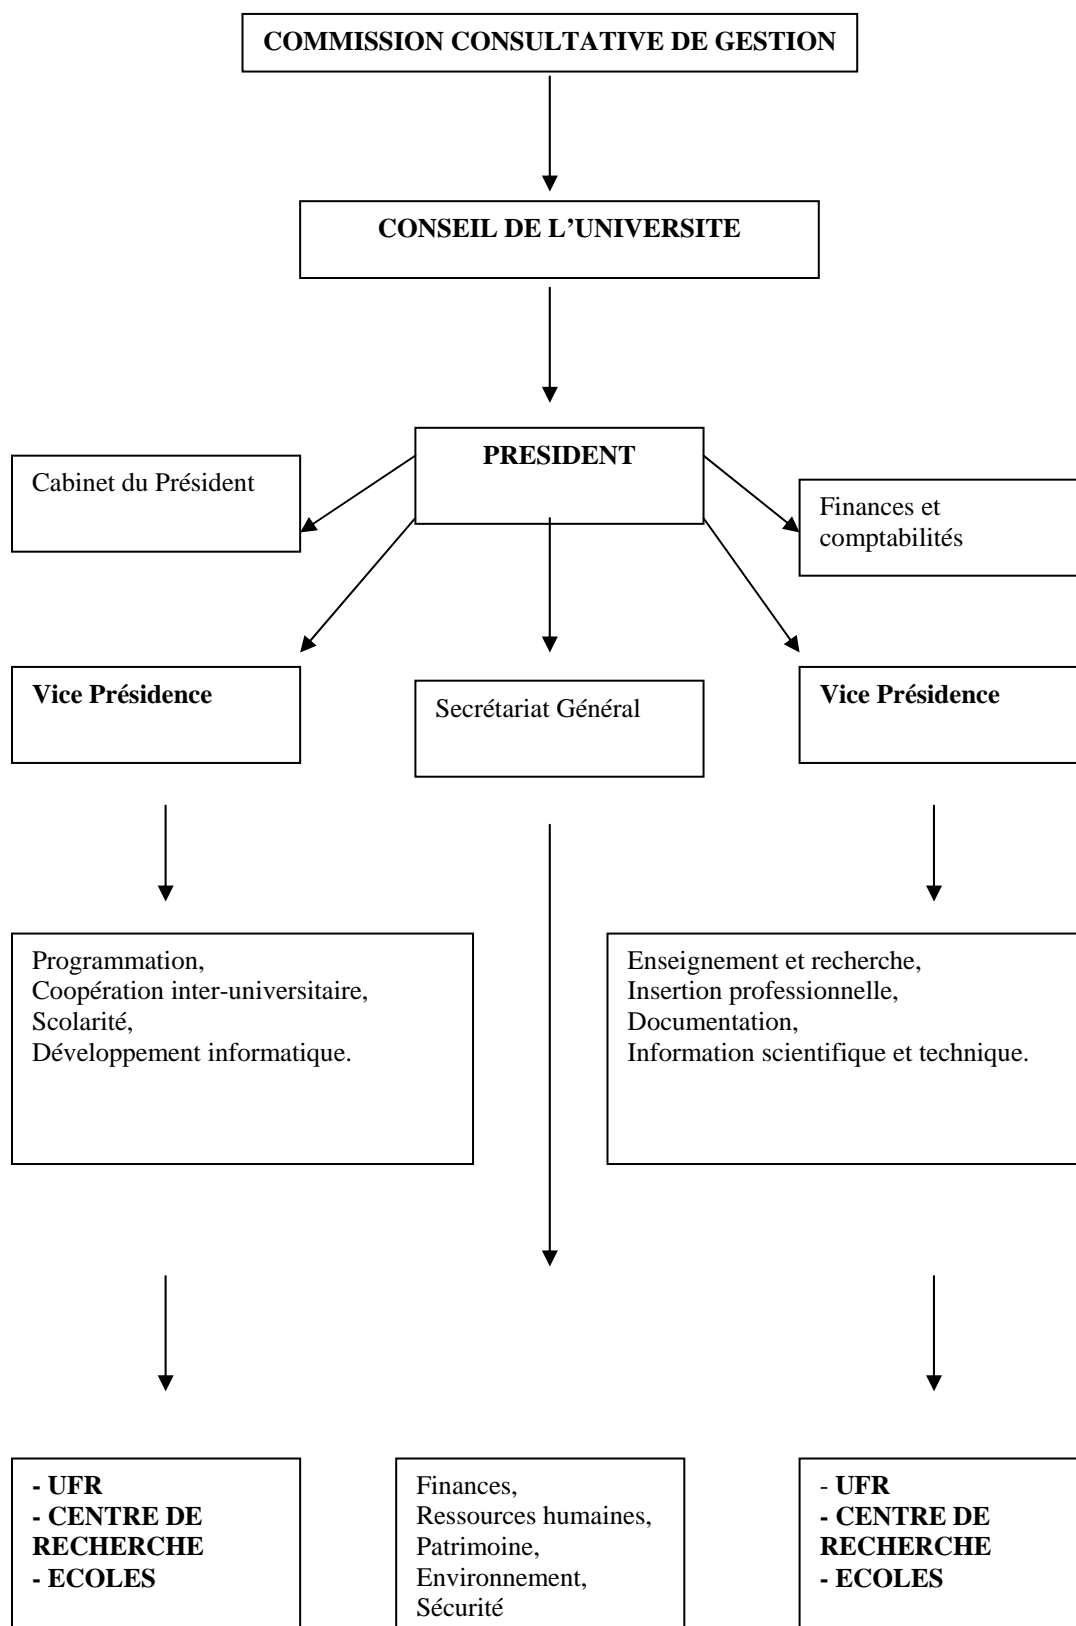 COMMISSION CONSULTATIVE DE GESTION
CONSEIL DE L’UNIVERSITE
PRESIDENT
Cabinet du Président
Finances et
comptabilités
Vice Présidence
Secrétariat Général
Vice Présidence
Programmation,
Coopération inter-universitaire,
Scolarité,
Développement informatique.
Enseignement et recherche,
Insertion professionnelle,
Documentation,
Information scientifique et technique.
- UFR
- CENTRE DE
RECHERCHE
- ECOLES
Finances,
Ressources humaines,
Patrimoine,
Environnement,
Sécurité
- UFR
- CENTRE DE
RECHERCHE
- ECOLES